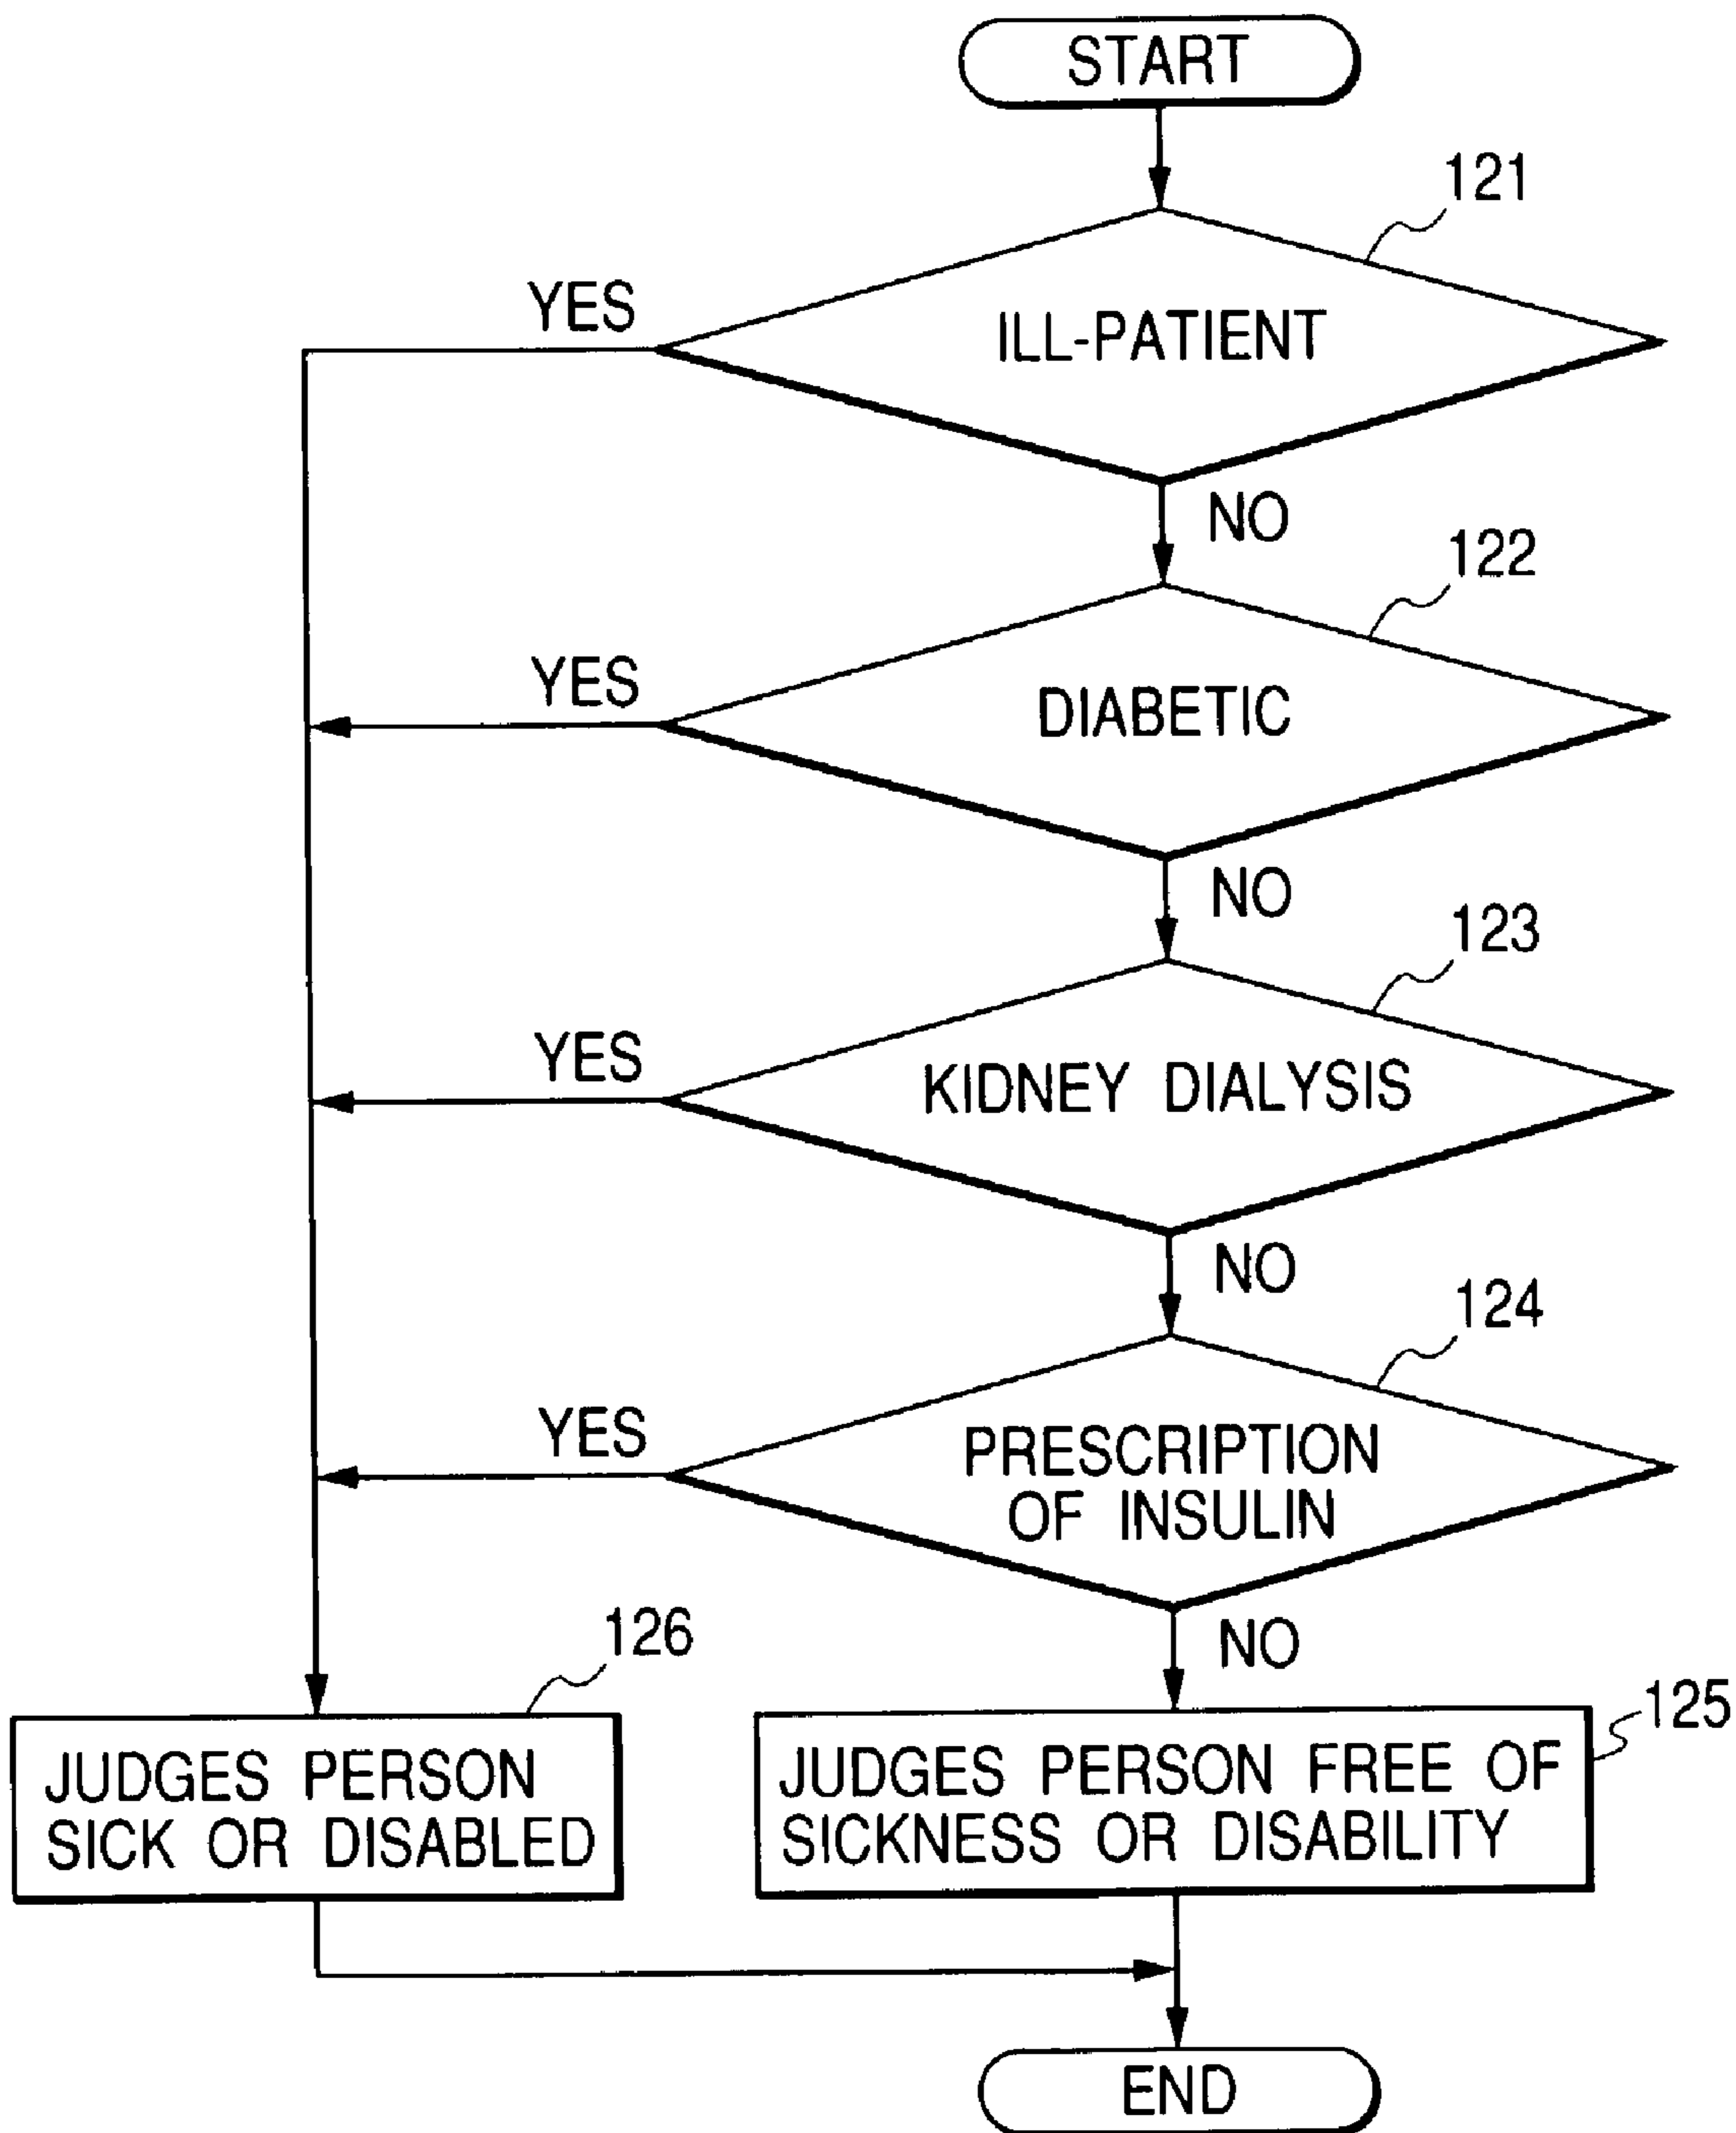 START
121
YES
ILL-PATIENT
NO
122
YES
DIABETIC
NO
123
YES
KIDNEY DIALYSIS
NO
124
YES
PRESCRIPTION
OF INSULIN
NO
126
125
JUDGES PERSON
SICK OR DISABLED
JUDGES PERSON FREE OF
SICKNESS OR DISABILITY
END